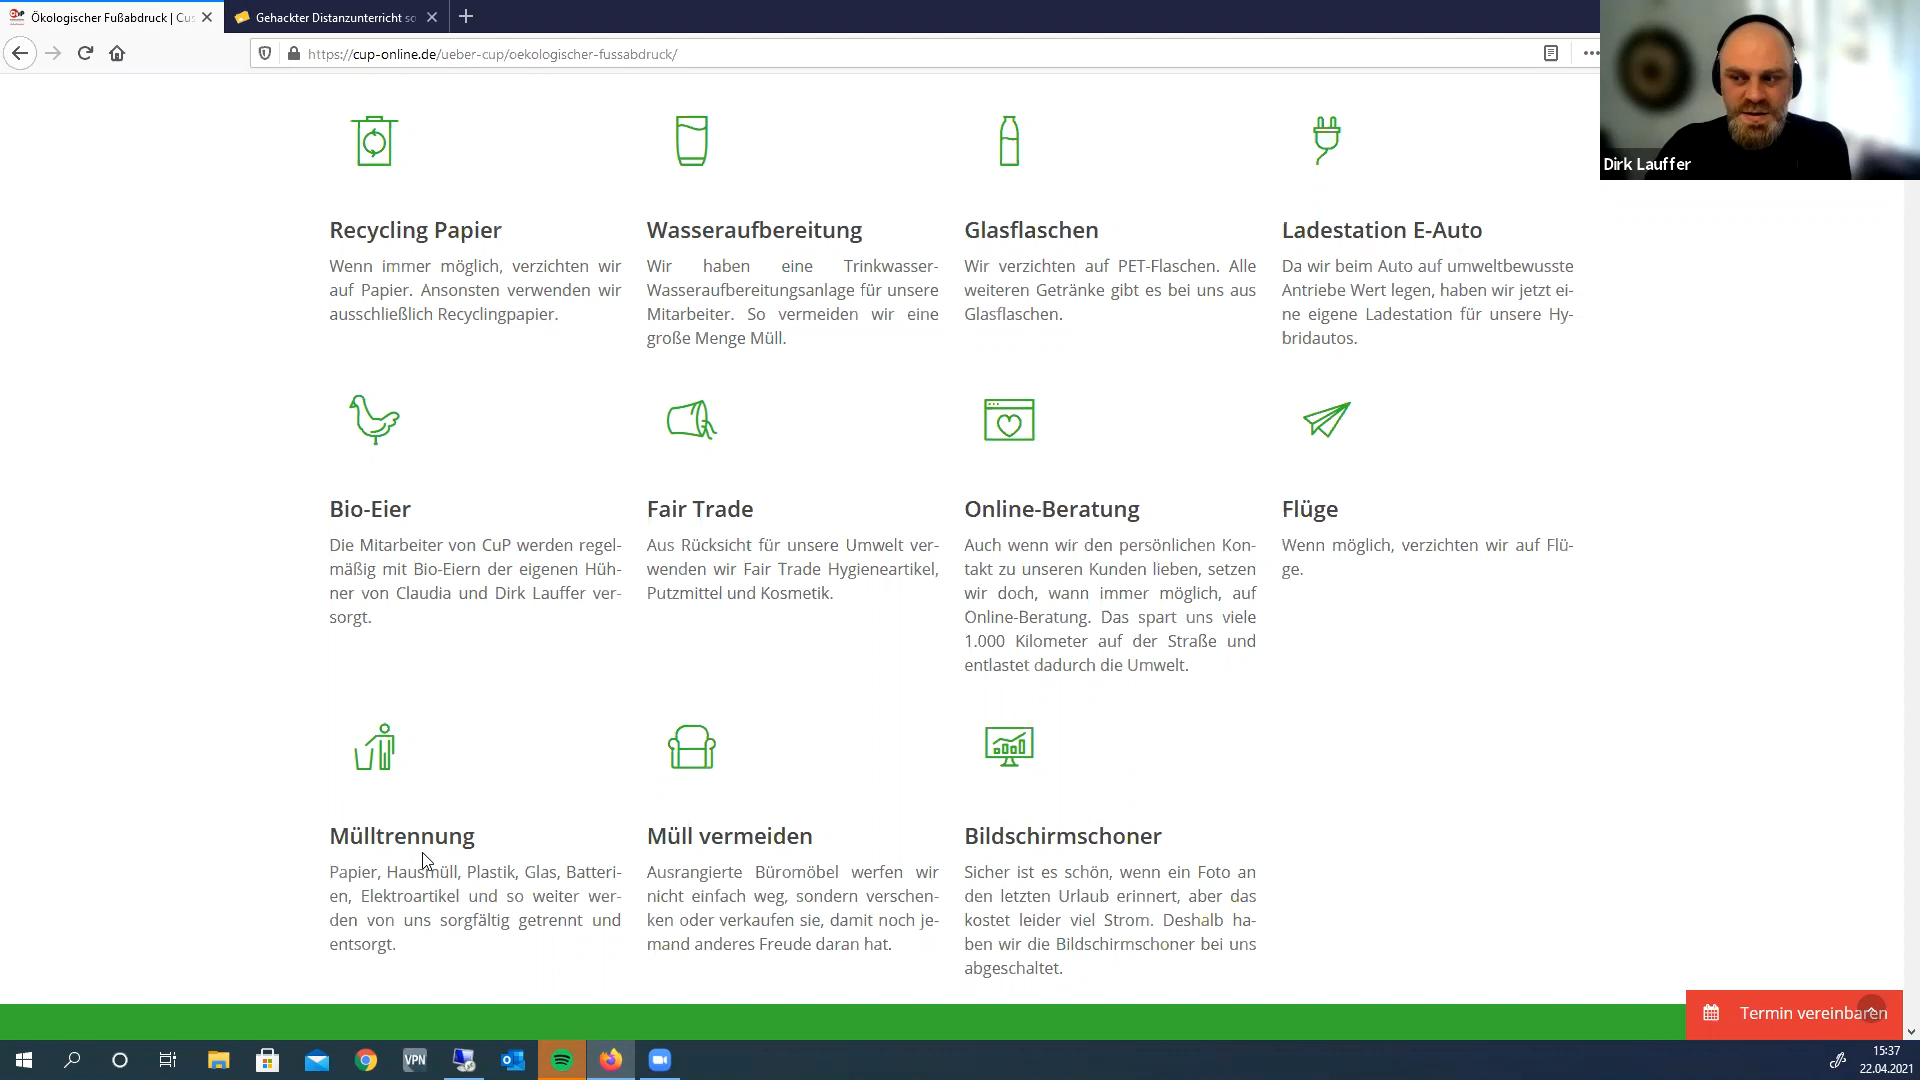 Ökologischer Fußabdruck | Cus
Gehackter Distanzunterricht so
https://cup-online.de/ueber-cup/oekologischer-fussabdruck/
Dirk Lauffer
Recycling Papier
Wenn immer möglich, verzichten wir
auf Papier. Ansonsten verwenden wir
ausschließlich Recyclingpapier.
Wasseraufbereitung
Wir haben eine Trinkwasser-
Wasseraufbereitungsanlage für unsere
Mitarbeiter. So vermeiden wir eine
große Menge Müll.
Glasflaschen
Wir verzichten auf PET-Flaschen. Alle
weiteren Getränke gibt es bei uns aus
Glasflaschen.
Ladestation E-Auto
Da wir beim Auto auf umweltbewusste
Antriebe Wert legen, haben wir jetzt ei-
ne eigene Ladestation für unsere Hy-
bridautos.
Bio-Eier
Die Mitarbeiter von CuP werden regel-
mäßig mit Bio-Eiern der eigenen Hüh-
ner von Claudia und Dirk Lauffer ver-
sorgt.
Fair Trade
Aus Rücksicht für unsere Umwelt ver-
wenden wir Fair Trade Hygieneartikel,
Putzmittel und Kosmetik.
Online-Beratung
Auch wenn wir den persönlichen Kon-
takt zu unseren Kunden lieben, setzen
wir doch, wann immer möglich, auf
Online-Beratung. Das spart uns viele
1.000 Kilometer auf der Straße und
entlastet dadurch die Umwelt.
Flüge
Wenn möglich, verzichten wir auf Flü-
ge.
Mülltrennung
Papier, Hausmüll, Plastik, Glas, Batteri-
en, Elektroartikel und so weiter wer-
den von uns sorgfältig getrennt und
entsorgt.
Müll vermeiden
Ausrangierte Büromöbel werfen wir
nicht einfach weg, sondern verschen-
ken oder verkaufen sie, damit noch je-
mand anderes Freude daran hat.
Bildschirmschoner
Sicher ist es schön, wenn ein Foto an
den letzten Urlaub erinnert, aber das
kostet leider viel Strom. Deshalb ha-
ben wir die Bildschirmschoner bei uns
abgeschaltet.
Termin vereinbaren
VPN
15:37
22.04.2021